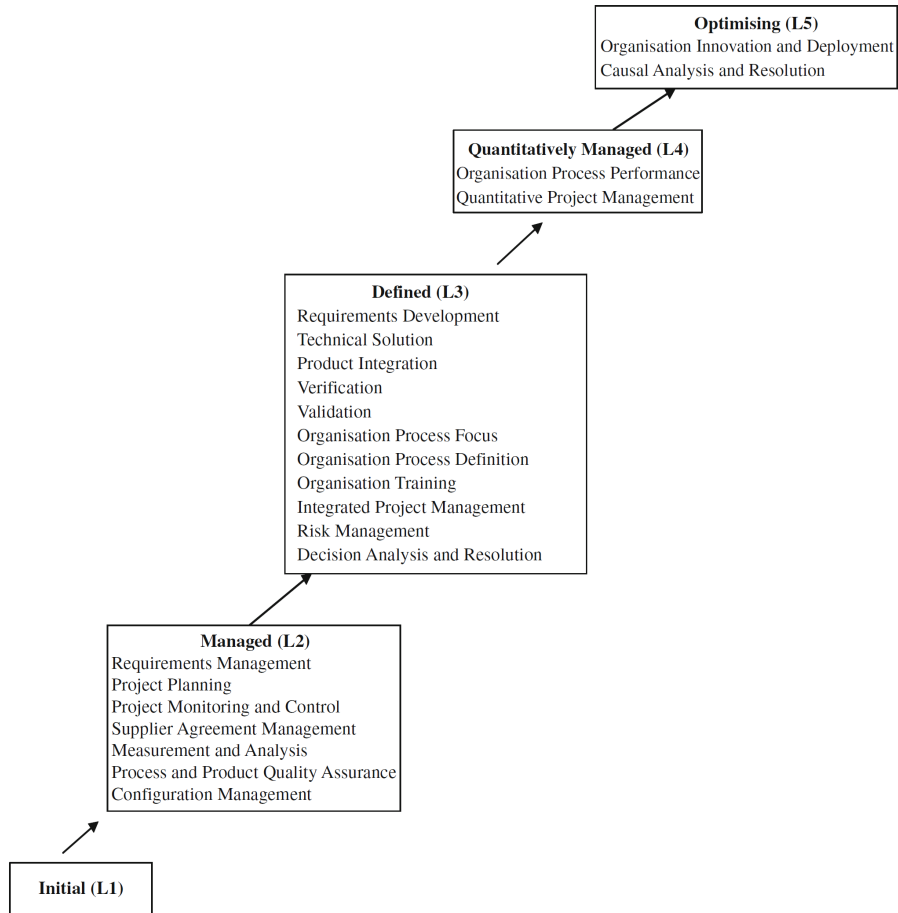 Optimising (L5)
Organisation Innovation and Deployment
Causal Analysis and Resolution
Quantitatively Managed (L4)
Organisation Process Performance
Quantitative Project Management
Defined (L3)
Requirements Development
Technical Solution
Product Integration
Verification
Validation
Organisation Process Focus
Organisation Process Definition
Organisation Training
Integrated Project Management
Risk Management
Decision Analysis and Resolution
Managed (L2)
Requirements Management
Project Planning
Project Monitoring and Control
Supplier Agreement Management
Measurement and Analysis
Process and Product Quality Assurance
Configuration Management
Initial (L1)